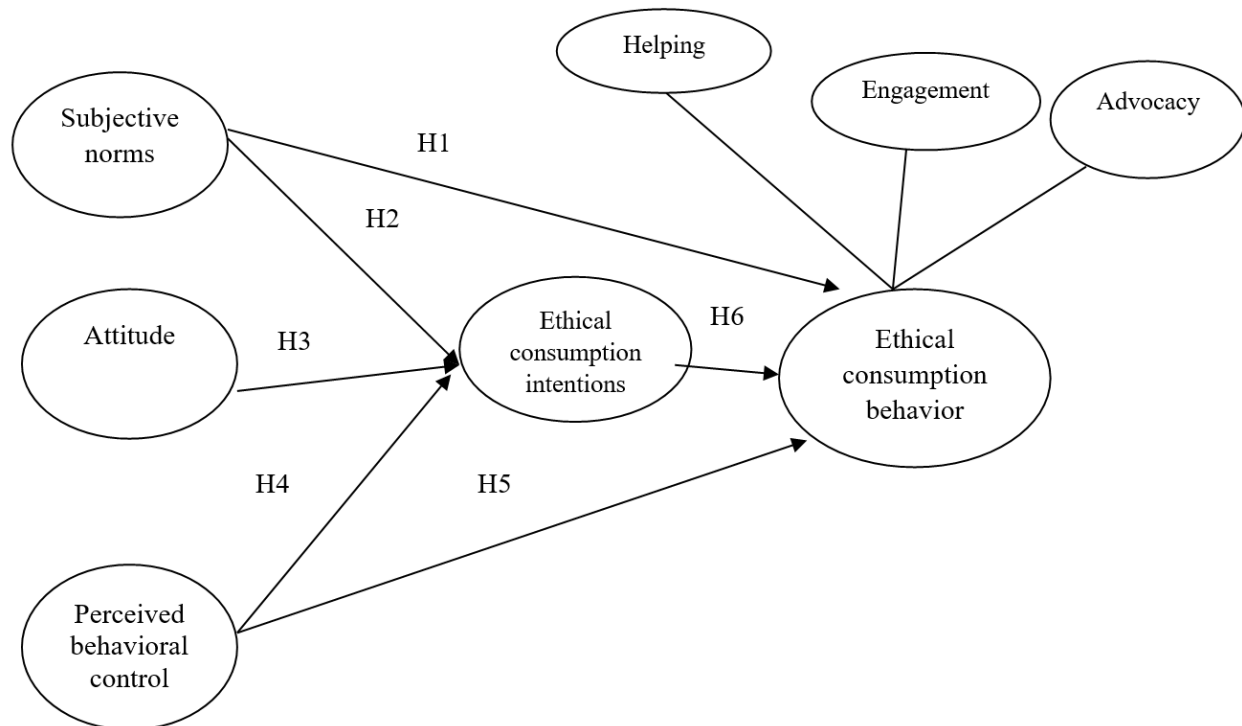 Helping
Engagement
Advocacy
Subjective
norms
H1
H2
Attitude
H3
Ethical
consumption
intentions
H6
Ethical
consumption
behavior
H4
H5
Perceived
behavioral
control